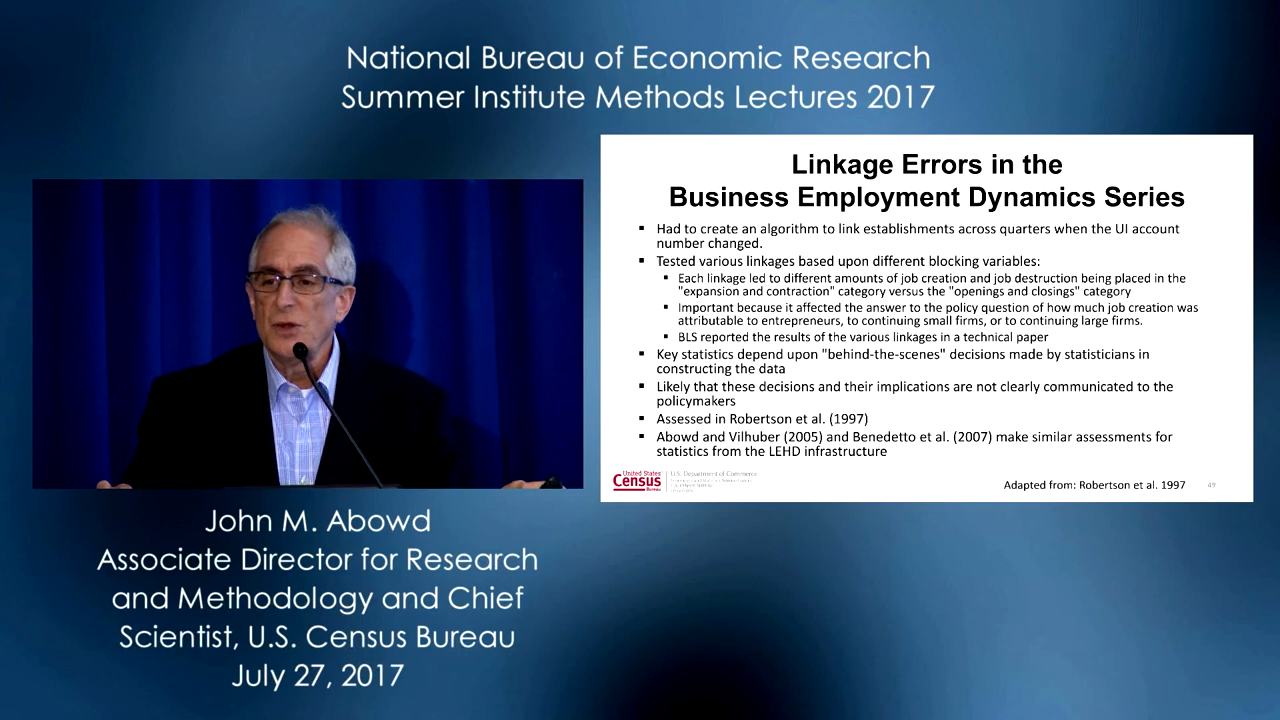 National Bureau of Economic Research
Summer Institute Methods Lectures 2017
Linkage Errors in the
Business Employment Dynamics Series
▪ Had to create an algorithm to link establishments across quarters when the UI account
number changed.
▪ Tested various linkages based upon different blocking variables:
▪ Each linkage led to different amounts of job creation and job destruction being placed in the
"expansion and contraction" category versus the "openings and closings" category
▪ Important because it affected the answer to the policy question of how much job creation was
attributable to entrepreneurs, to continuing small firms, or to continuing large firms.
▪ BLS reported the results of the various linkages in a technical paper
▪ Key statistics depend upon "behind-the-scenes" decisions made by statisticians in
constructing the data
▪ Likely that these decisions and their implications are not clearly communicated to the
policymakers
▪ Assessed in Robertson et al. (1997)
▪ Abowd and Vilhuber (2005) and Benedetto et al. (2007) make similar assessments for
statistics from the LEHD infrastructure
United States
Census
Bureau
U.S. Department of Commerce
Adapted from: Robertson et al. 1997
49
John M. Abowd
Associate Director for Research
and Methodology and Chief
Scientist, U.S. Census Bureau
July 27, 2017